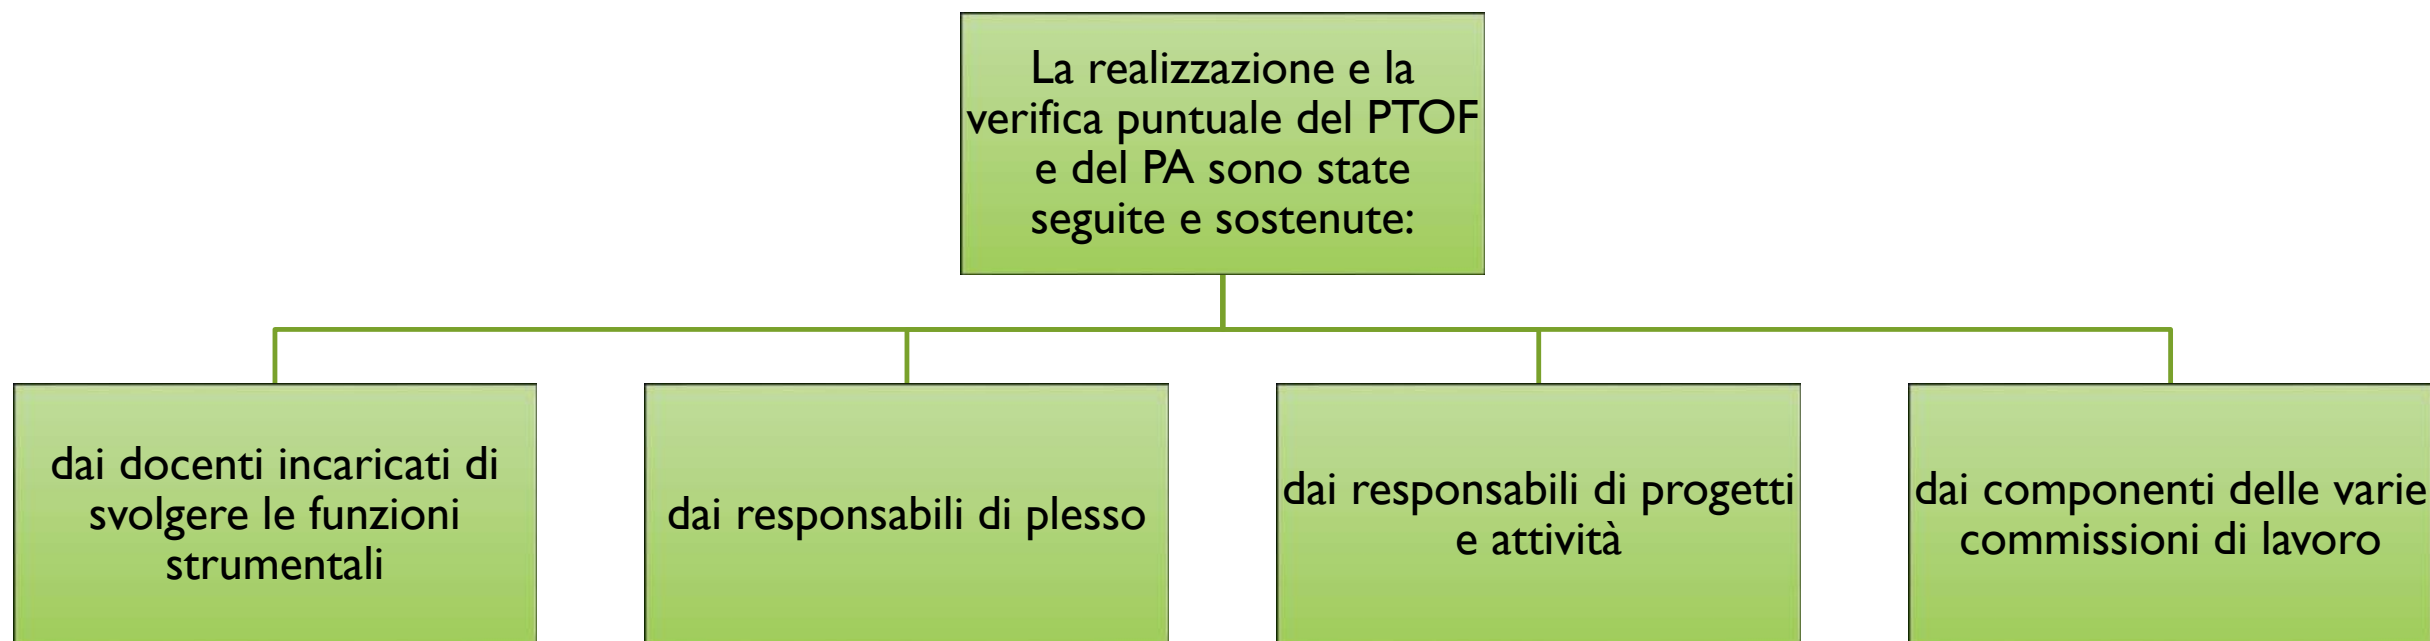 La realizzazione e la
verifica puntuale del PTOF
e del PA sono state
seguite e sostenute:
dai docenti incaricati di
svolgere le funzioni
strumentali
dai responsabili di plesso
dai responsabili di progetti
e attività
dai componenti delle varie
commissioni di lavoro